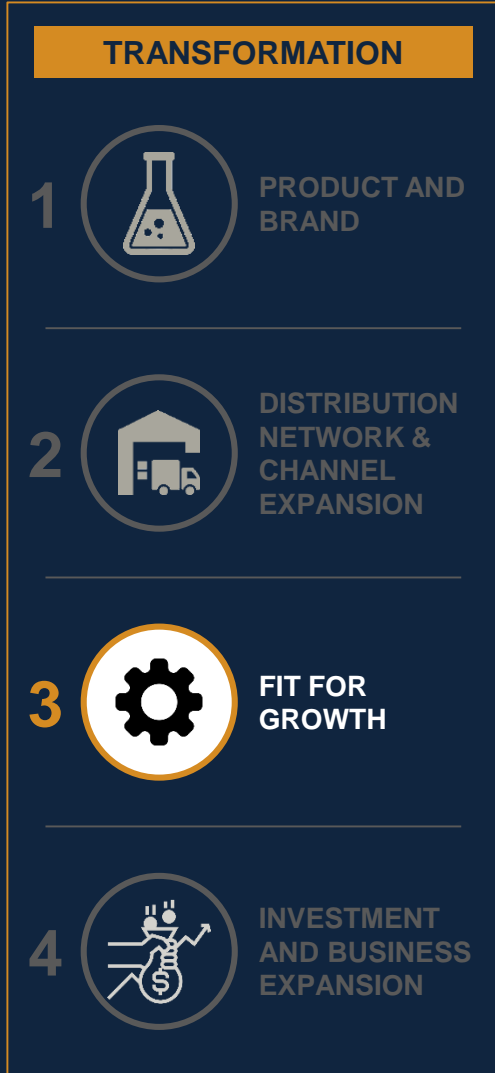 TRANSFORMATION
1
PRODUCT AND
BRAND
2
DISTRIBUTION
NETWORK &
CHANNEL
EXPANSION
3
FIT FOR
GROWTH
4
$
INVESTMENT
AND BUSINESS
EXPANSION